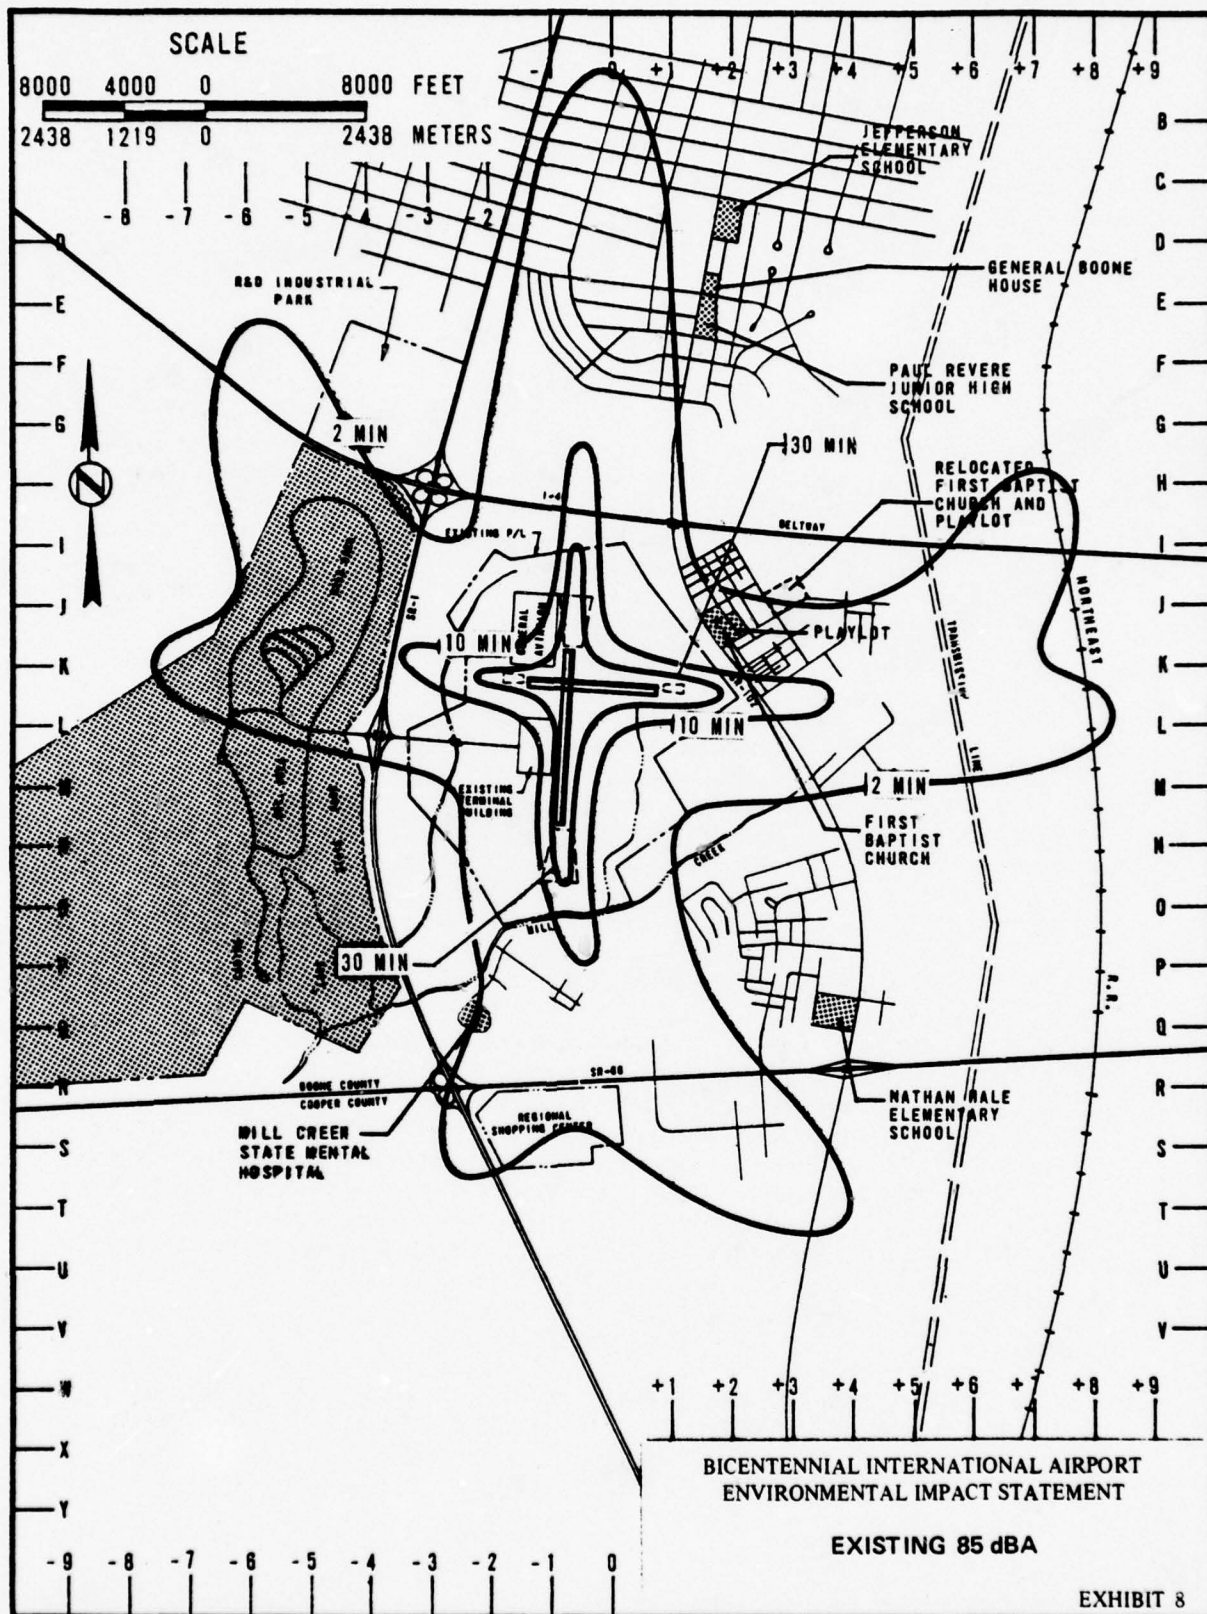 SCALE
8000 4000 0 8000 FEET
2438 1219 0 2438 METERS
-1 0 +1 +2 +3 +4 +5 +6 +7 +8 +9
-8 -7 -6 -5 -4 -3 -2
B
C
D
E
F
G
H
I
J
K
L
M
N
O
P
Q
R
S
T
U
V
D
E
F
G
H
I
J
K
L
M
N
O
P
Q
R
S
T
U
V
W
X
Y
JEFFERSON
ELEMENTARY
SCHOOL
GENERAL BOONE
HOUSE
R&D INDUSTRIAL
PARK
PAUL REVERE
JUNIOR HIGH
SCHOOL
2 MIN
30 MIN
RELOCATED
FIRST BAPTIST
CHURCH AND
PLAYLOT
BELTWAY
EXISTING P/L
SR-1
GENERAL
AVIATION
10 MIN
PLAYLOT
NORTHEAST
TRANSMISSION
LINE
10 MIN
2 MIN
EXISTING
TERMINAL
BUILDING
FIRST
BAPTIST
CHURCH
MILL
CREEK
30 MIN
R.R.
SR-66
BOONE COUNTY
COOPER COUNTY
REGIONAL
SHOPPING CENTER
NATHAN HALE
ELEMENTARY
SCHOOL
MILL CREEK
STATE MENTAL
HOSPITAL
+1 +2 +3 +4 +5 +6 +7 +8 +9
BICENTENNIAL INTERNATIONAL AIRPORT
ENVIRONMENTAL IMPACT STATEMENT
EXISTING 85 dBA
-9 -8 -7 -6 -5 -4 -3 -2 -1 0
EXHIBIT 8